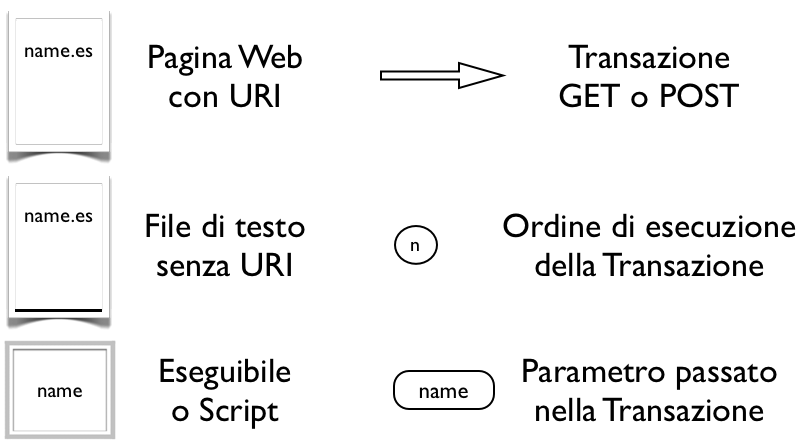 name.es
Pagina Web
con URI
Transazione
GET o POST
name.es
File di testo
senza URI
n
Ordine di esecuzione
della Transazione
name
Eseguibile
o Script
name
Parametro passato
nella Transazione